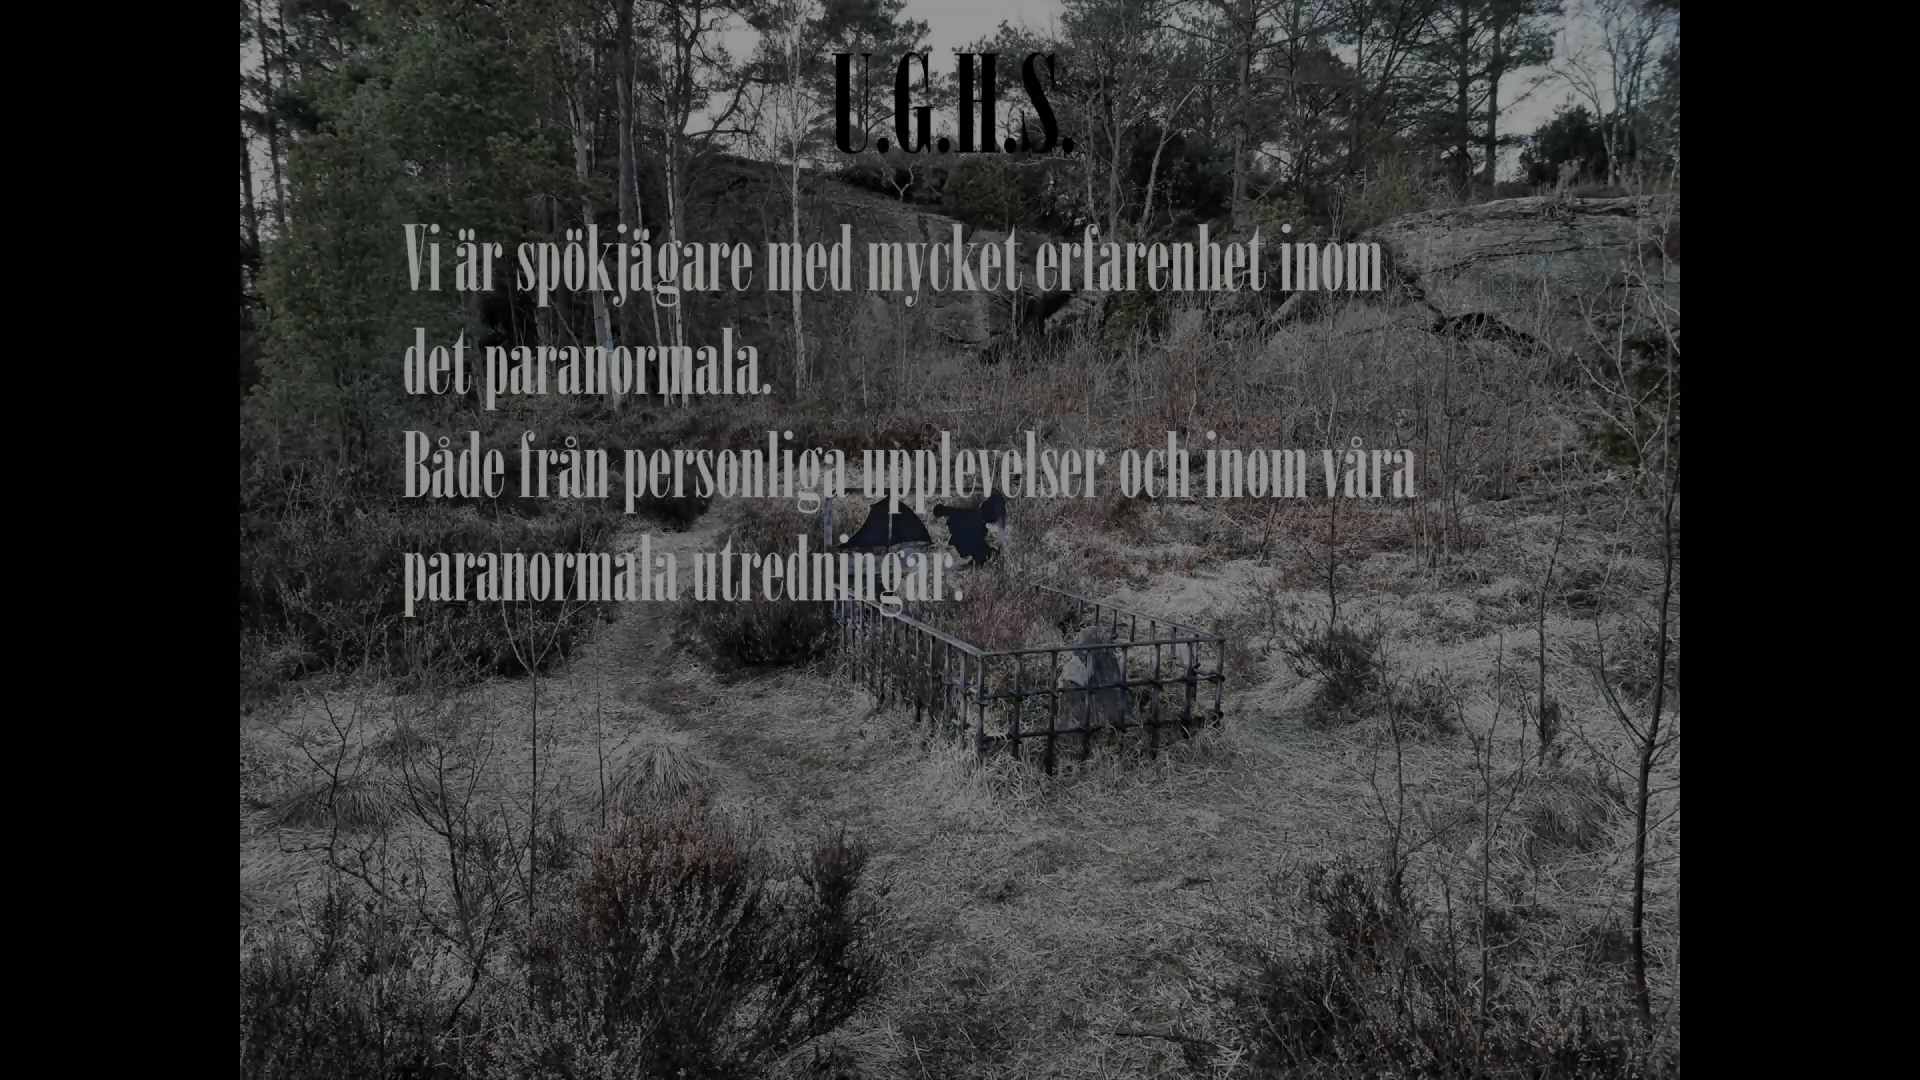 U.G.H.S.
Vi är spökjägare med mycket erfarenhet inom
det paranormala.
Både från personliga upplevelser och inom våra
paranormala utredningar.